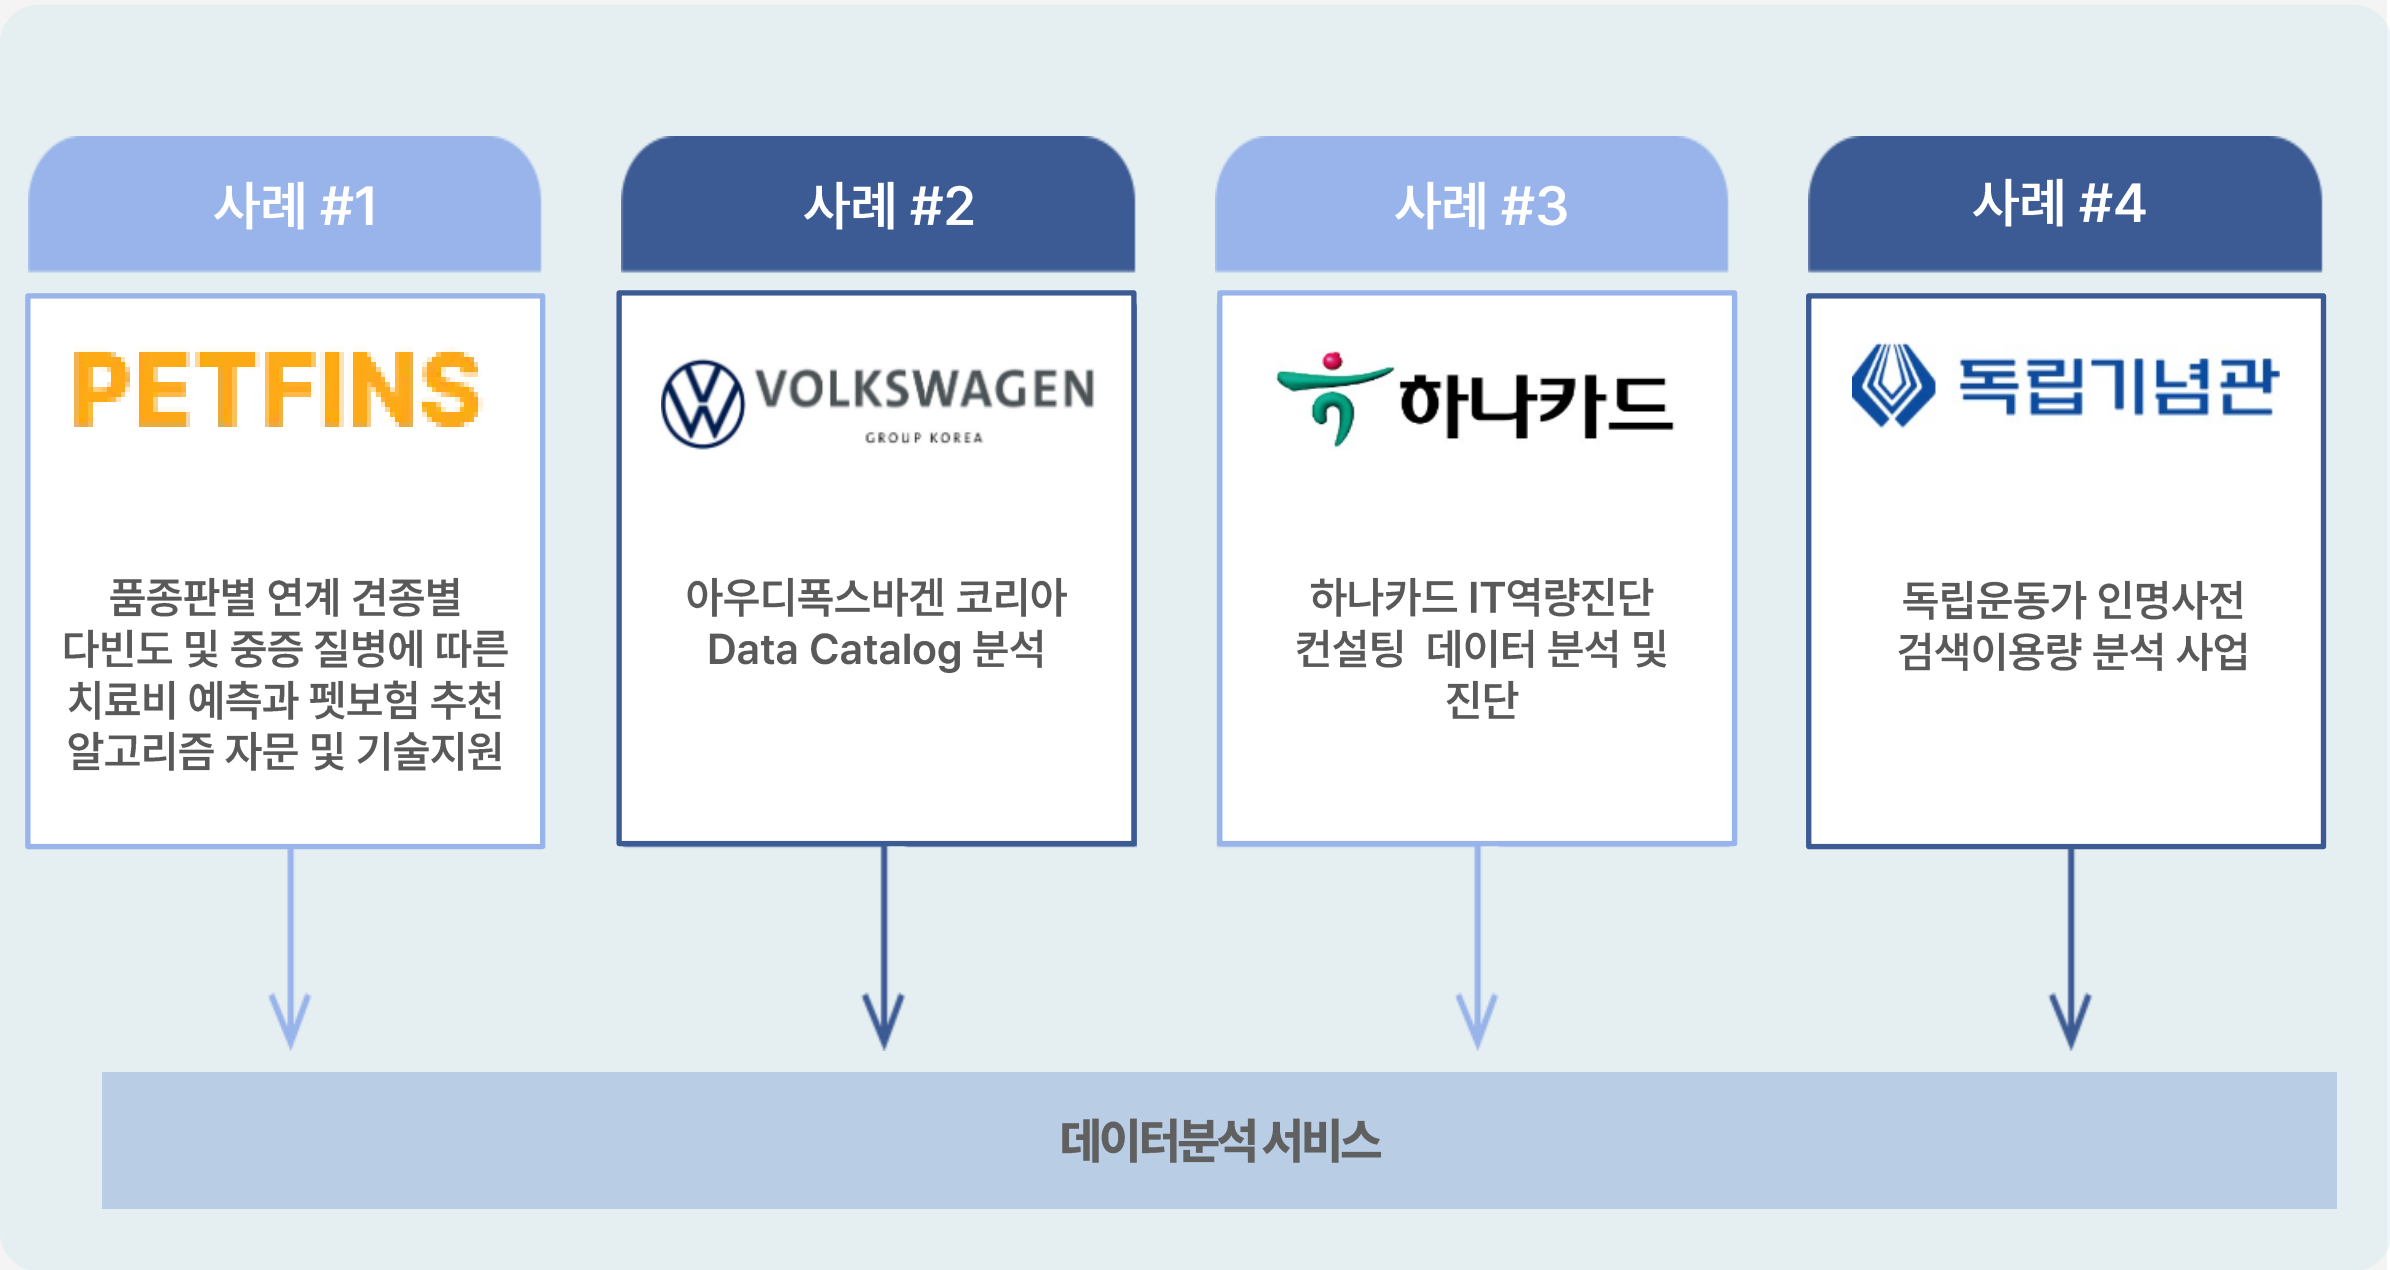 사례 #1
PETFINS
품종판별 연계 견종별
다빈도 및 중증 질병에 따른
치료비 예측과 펫보험 추천
알고리즘 자문 및 기술지원
사례 #2
VOLKSWAGEN
GROUP KOREA
아우디폭스바겐 코리아
Data Catalog 분석
사례 #3
하나카드
하나카드 IT역량진단
컨설팅 데이터 분석 및
진단
사례 #4
독립기념관
독립운동가 인명사전
검색이용량 분석 사업
데이터분석 서비스